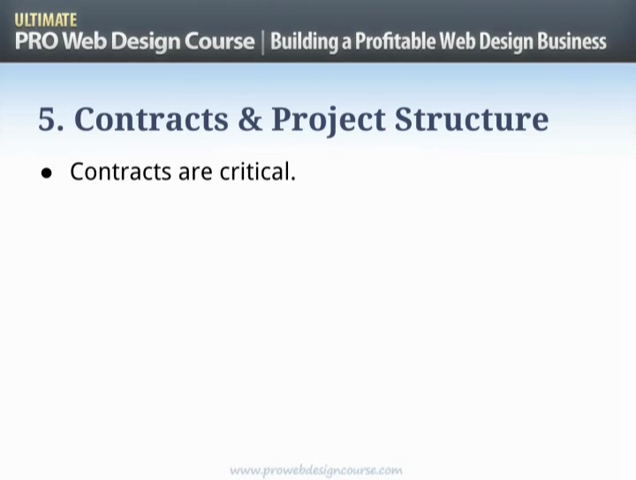 ULTIMATE
PRO Web Design Course | Building a Profitable Web Design Business
5. Contracts & Project Structure
● Contracts are critical.
www.prowebdesigncourse.com